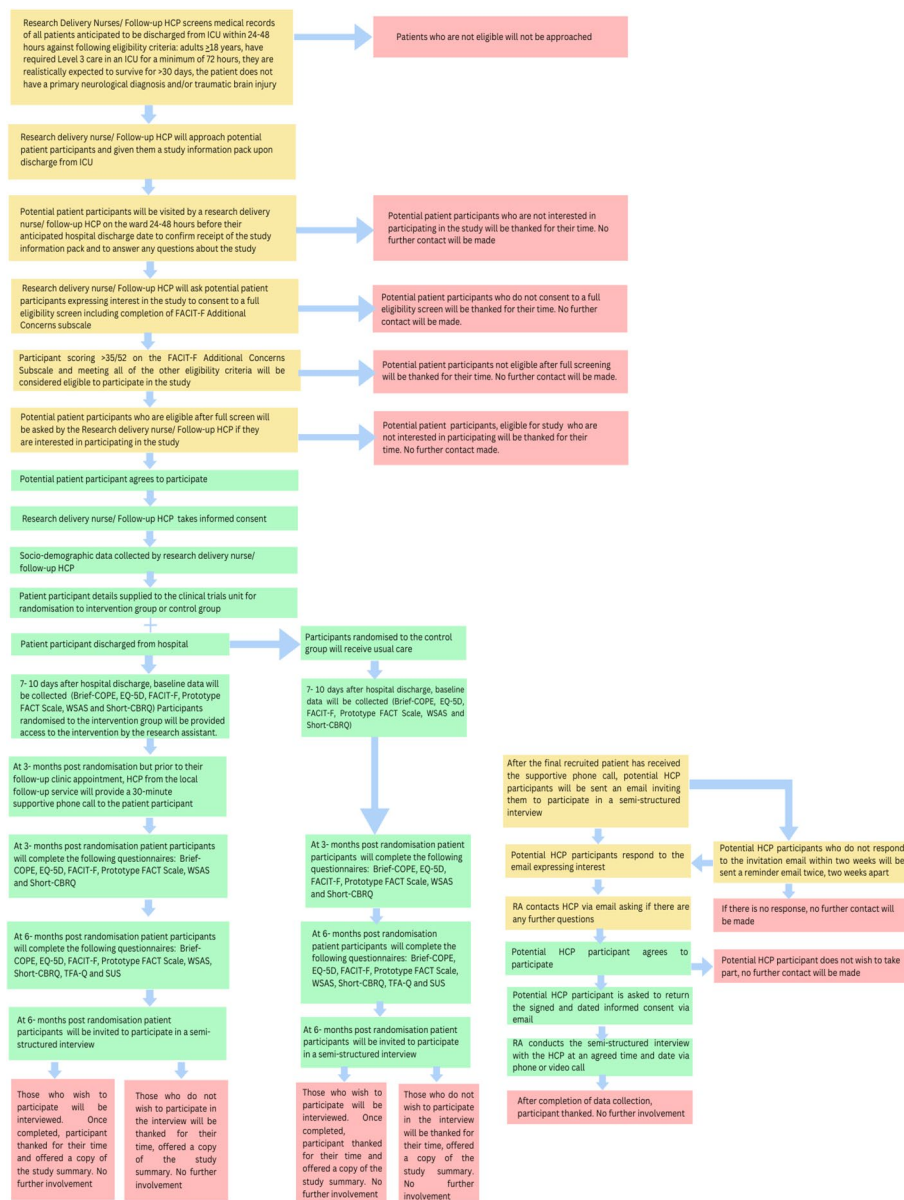 Research Delivery Nurses/ Follow-up HCP screens medical records
of all patients anticipated to be discharged from ICU within 24-48
hours against following eligibility criteria: adults ≥18 years, have
required Level 3 care in an ICU for a minimum of 72 hours, they are
realistically expected to survive for >30 days, the patient does not
have a primary neurological diagnosis and/or traumatic brain injury
Patients who are not eligible will not be approached
Research delivery nurse/ Follow-up HCP will approach potential
patient participants and given them a study information pack upon
discharge from ICU
Potential patient participants will be visited by a research delivery
nurse/ follow-up HCP on the ward 24-48 hours before their
anticipated hospital discharge date to confirm receipt of the study
information pack and to answer any questions about the study
Potential patient participants who are not interested in
participating in the study will be thanked for their time. No
further contact will be made
Research delivery nurse/ Follow-up HCP will ask potential patient
participants expressing interest in the study to consent to a full
eligibility screen including completion of FACIT-F Additional
Concerns subscale
Potential patient participants who do not consent to a full
eligibility screen will be thanked for their time. No further
contact will be made.
Participant scoring >35/52 on the FACIT-F Additional Concerns
Subscale and meeting all of the other eligibility criteria will be
considered eligible to participate in the study
Potential patient participants not eligible after full screening
will be thanked for their time. No further contact will be made.
Potential patient participants who are eligible after full screen will
be asked by the Research delivery nurse/ Follow-up HCP if they
are interested in participating in the study
Potential patient participants, eligible for study who are
not interested in participating will be thanked for their
time. No further contact made.
Potential patient participant agrees to participate
Research delivery nurse/ Follow-up HCP takes informed consent
Socio-demographic data collected by research delivery nurse/
follow-up HCP
Patient participant details supplied to the clinical trials unit for
randomisation to intervention group or control group
Patient participant discharged from hospital
Participants randomised to the control
group will receive usual care
7- 10 days after hospital discharge, baseline data will
be collected (Brief-COPE, EQ-5D, FACIT-F, Prototype
FACT Scale, WSAS and Short-CBRQ) Participants
randomised to the intervention group will be provided
access to the intervention by the research assistant.
7- 10 days after hospital discharge, baseline
data will be collected (Brief-COPE, EQ-5D,
FACIT-F, Prototype FACT Scale, WSAS and
Short-CBRQ)
At 3- months post randomisation but prior to their
follow-up clinic appointment, HCP from the local
follow-up service will provide a 30-minute
supportive phone call to the patient participant
At 3- months post randomisation patient participants
will complete the following questionnaires: Brief-
COPE, EQ-5D, FACIT-F, Prototype FACT Scale, WSAS
and Short-CBRQ
At 3- months post randomisation patient
participants will complete the following
questionnaires: Brief-COPE, EQ-5D,
FACIT-F, Prototype FACT Scale, WSAS
and Short-CBRQ
At 6- months post randomisation patient participants
will complete the following questionnaires: Brief-
COPE, EQ-5D, FACIT-F, Prototype FACT Scale, WSAS,
Short-CBRQ, TFA-Q and SUS
At 6- months post randomisation
patient participants will complete the
following questionnaires: Brief-COPE,
EQ-5D, FACIT-F, Prototype FACT Scale,
WSAS, Short-CBRQ, TFA-Q and SUS
At 6- months post randomisation patient
participants will be invited to participate in a semi-
structured interview
At 6- months post randomisation patient
participants will be invited to participate
in a semi-structured interview
Those who wish to
participate will be
interviewed. Once
completed, participant
thanked for their time
and offered a copy of
the study summary. No
further involvement
Those who do not
wish to participate in
the interview will be
thanked for their
time, offered a copy
of the study
summary. No further
involvement
Those who wish to
participate will be
interviewed. Once
completed,
participant thanked
for their time and
offered a copy of the
study summary. No
further involvement
Those who do not
wish to participate
in the interview
will be thanked for
their time, offered
a copy of the
study summary.
No further
involvement
After the final recruited patient has received
the supportive phone call, potential HCP
participants will be sent an email inviting
them to participate in a semi-structured
interview
Potential HCP participants respond to the
email expressing interest
Potential HCP participants who do not respond
to the invitation email within two weeks will be
sent a reminder email twice, two weeks apart
RA contacts HCP via email asking if there are
any further questions
If there is no response, no further contact will
be made
Potential HCP participant agrees to
participate
Potential HCP participant does not wish to take
part, no further contact will be made
Potential HCP participant is asked to return
the signed and dated informed consent via
email
RA conducts the semi-structured interview
with the HCP at an agreed time and date via
phone or video call
After completion of data collection,
participant thanked. No further involvement